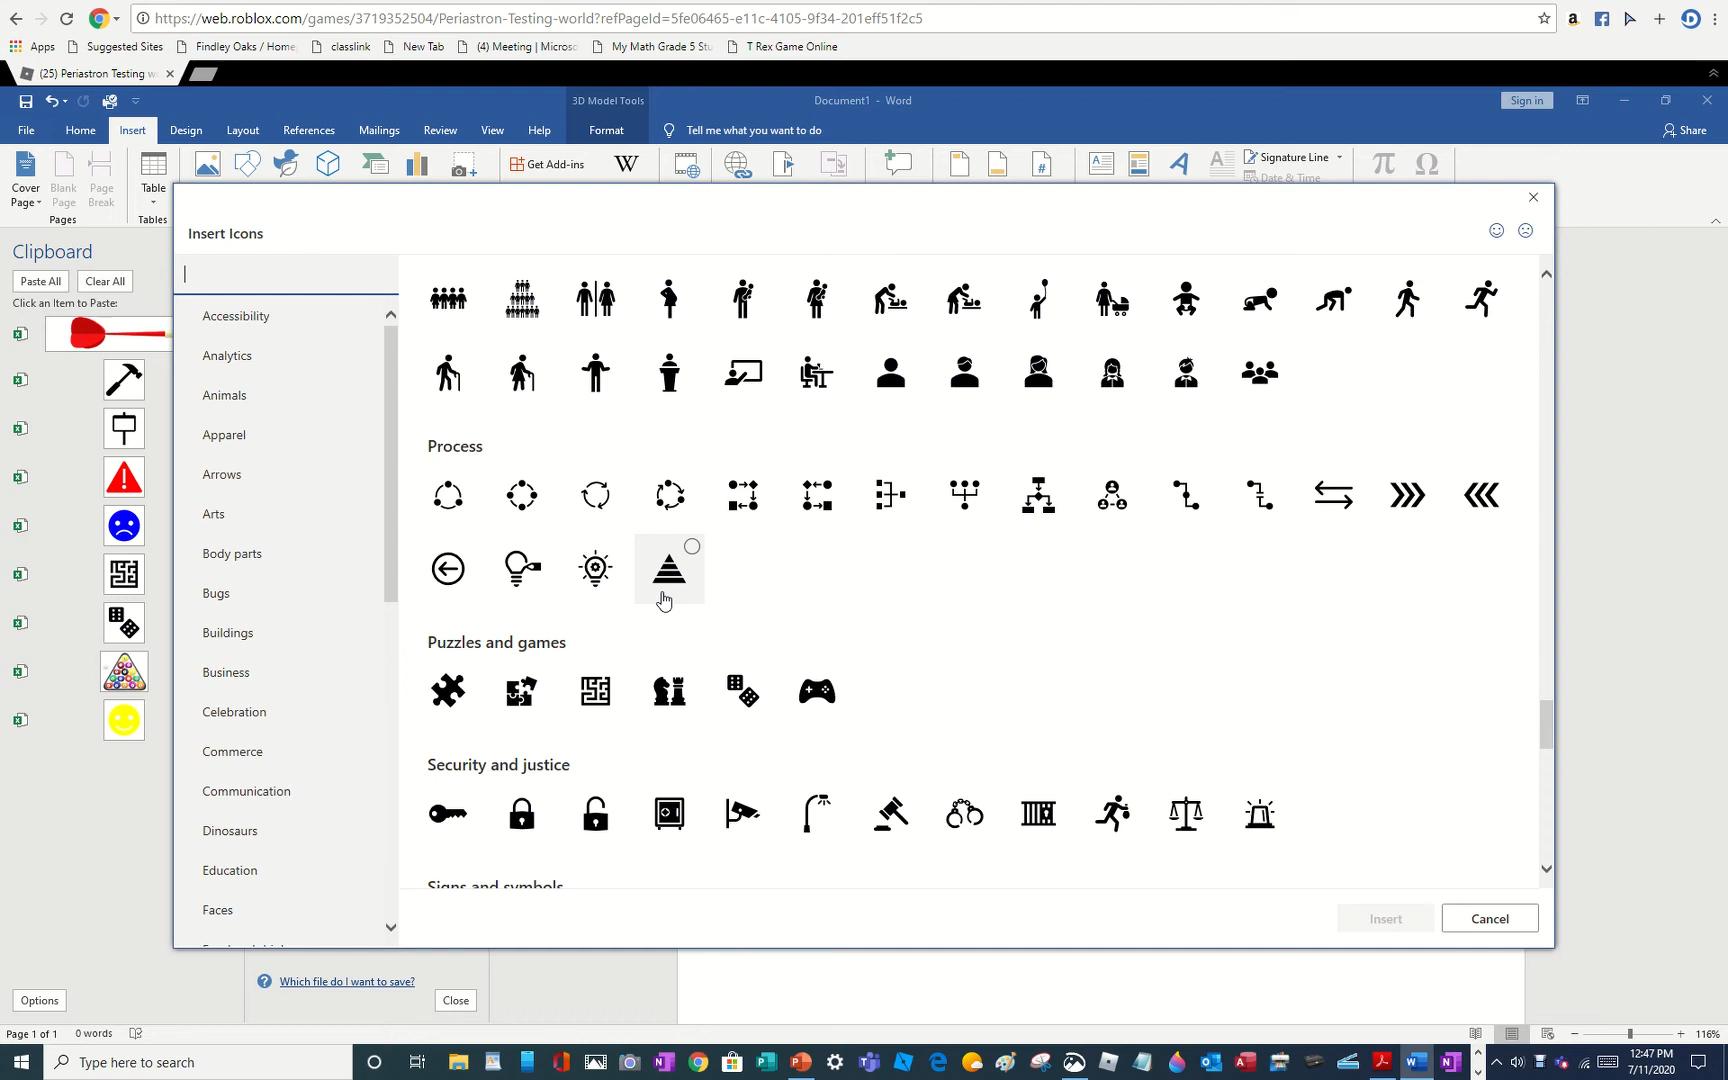 https://web.roblox.com/games/3719352504/Periastron-Testing-world?refPageId=5fe06465-e11c-4105-9f34-201eff51f2c5
Apps Suggested Sites Findley Oaks / Home classlink New Tab (4) Meeting | Micros My Math Grade 5 Stu T Rex Game Online
(25) Periastron Testing w
3D Model Tools Document1 - Word Sign in
File Home Insert Design Layout References Mailings Review View Help Format Tell me what you want to do Share
Get Add-ins W Signature Line
Date & Time
Cover Page Blank Page Page Break Table
Pages Tables
Insert Icons
Clipboard
Paste All Clear All
Click an Item to Paste:
Accessibility
Analytics
Animals
Apparel
Arrows
Arts
Body parts
Bugs
Buildings
Business
Celebration
Commerce
Communication
Dinosaurs
Education
Faces
Process
Puzzles and games
Security and justice
Signs and symbols
Insert Cancel
Which file do I want to save?
Options Close
Page 1 of 1 0 words 116%
Type here to search 12:47 PM
7/11/2020